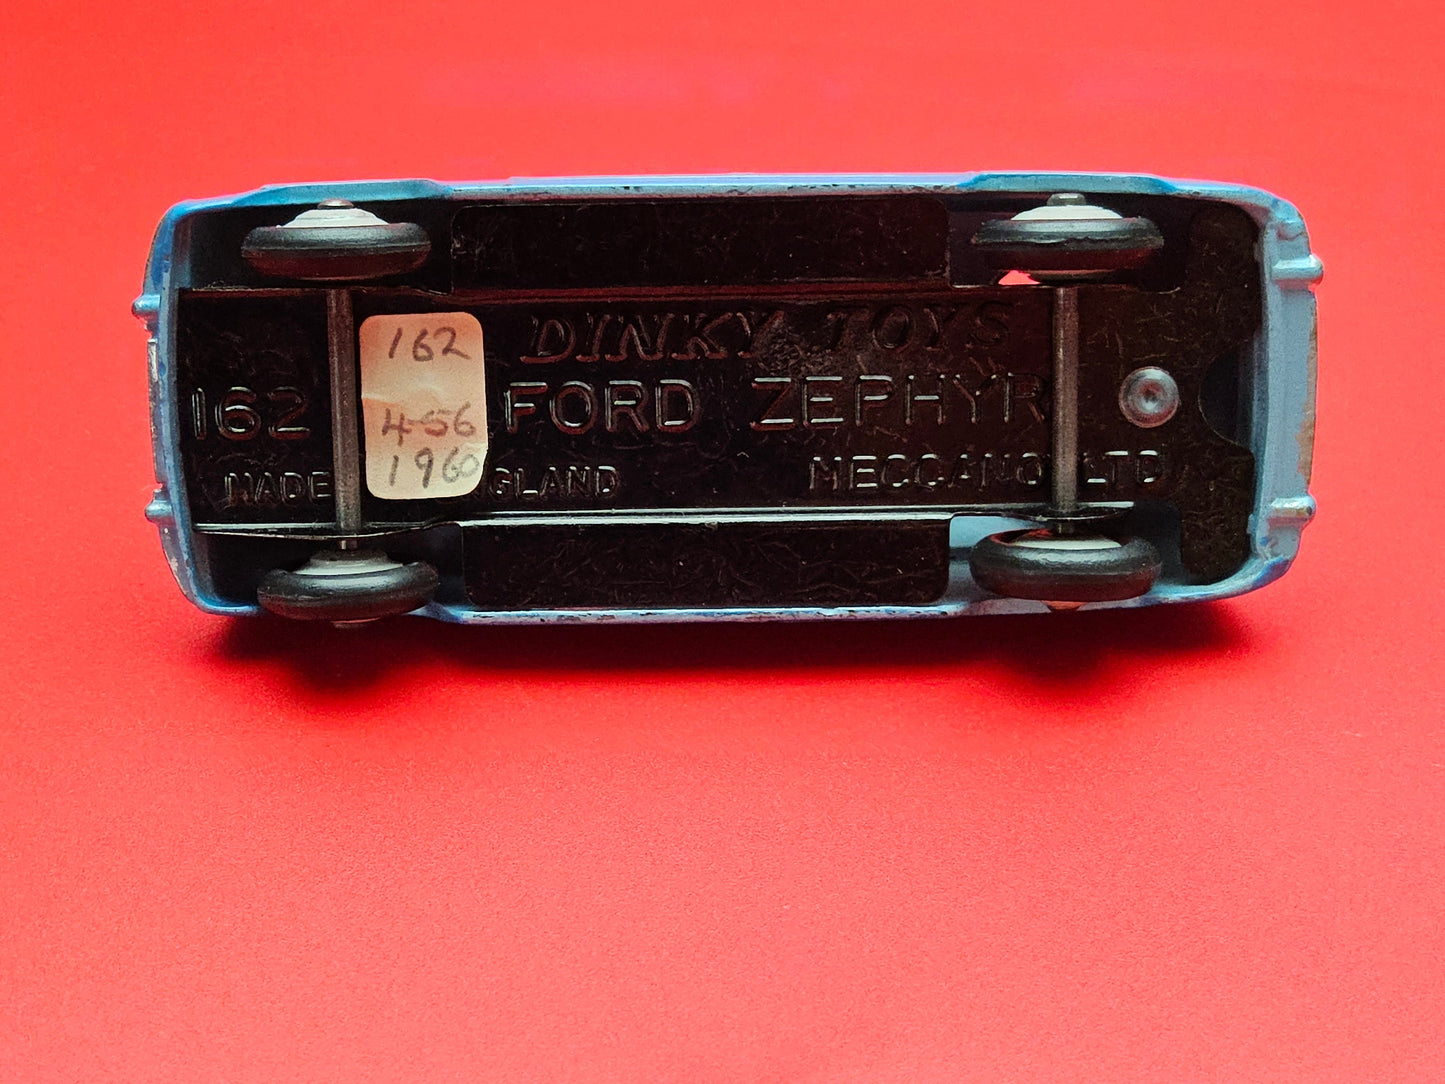 DINKY TOYS
162 FORD ZEPHYR
MADE GLAND MECCANO LTD
162
4-56
1960